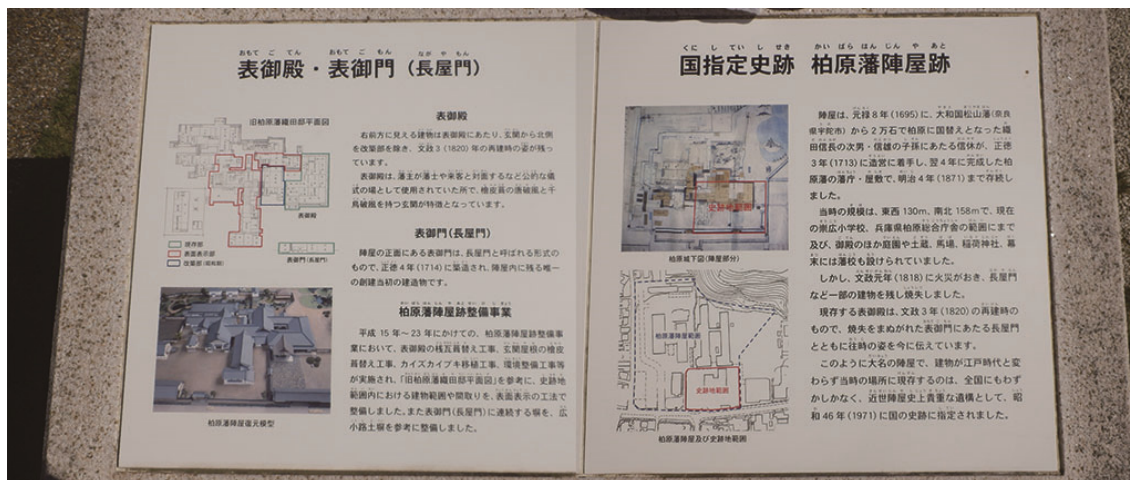 表御殿・表御門（長屋門）
旧柏原藩織田邸平面図
表御殿
現存部
表面表示部
改築部（昭和期）
表御門（長屋門）
柏原藩陣屋復元模型
表御殿
右前方に見える建物は表御殿にあたり、玄関から北側
を改築部を除き、文政3（1820）年の再建時の姿が残っ
ています。
表御殿は、藩主が藩士や来客と対面するなど公的な儀
式の場として使用されていた所で、檜皮葺の唐破風と千
鳥破風を持つ玄関が特徴となっています。
表御門（長屋門）
陣屋の正面にある表御門は、長屋門と呼ばれる形式の
もので、正徳4年（1714）に築造され、陣屋内に残る唯一
の創建当初の建造物です。
柏原藩陣屋跡整備事業
平成15年～23年にかけての、柏原藩陣屋跡整備事
業において、表御殿の桟瓦葺替え工事、玄関屋根の檜皮
葺替え工事、カイズカイブキ移植工事、環境整備工事等
が実施され、「旧柏原藩織田邸平面図」を参考に、史跡地
範囲内における建物範囲や間取りを、表面表示の工法で
整備しました。また表御門（長屋門）に連続する塀を、広
小路土塀を参考に整備しました。
国指定史跡 柏原藩陣屋跡
史跡地範囲
柏原城下図（陣屋部分）
柏原藩陣屋範囲
史跡地範囲
柏原藩陣屋及び史跡地範囲
陣屋は、元禄8年（1695）に、大和国松山藩（奈良
県宇陀市）から2万石で柏原に国替えとなった織
田信長の次男・信雄の子孫にあたる信休が、正徳
3年（1713）に造営に着手し、翌4年に完成した柏
原藩の藩庁・屋敷で、明治4年（1871）まで存続し
ました。
当時の規模は、東西130m、南北158mで、現在
の崇広小学校、兵庫県柏原総合庁舎の範囲にまで
及び、御殿のほか庭園や土蔵、馬場、稲荷神社、幕
末には藩校も設けられていました。
しかし、文政元年（1818）に火災がおき、長屋門
など一部の建物を残し焼失しました。
現存する表御殿は、文政3年（1820）の再建時の
もので、焼失をまぬがれた表御門にあたる長屋門
とともに往時の姿を今に伝えています。
このように大名の陣屋で、建物が江戸時代と変
わらず当時の場所に現存するのは、全国にもわず
かしかなく、近世陣屋史上貴重な遺構として、昭
和46年（1971）に国の史跡に指定されました。